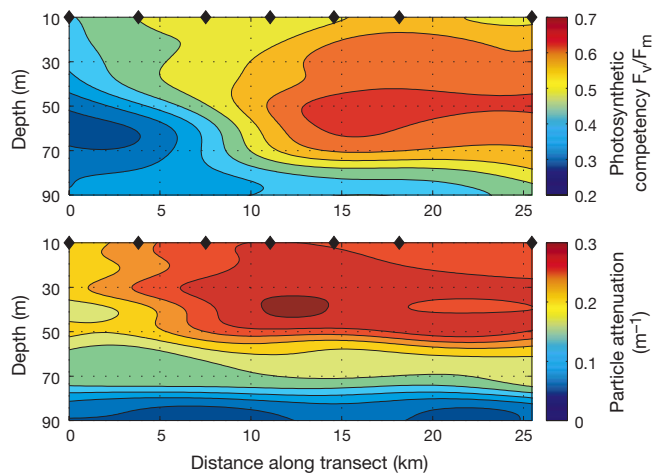 10
30
50
70
90
Depth (m)
0 5 10 15 20 25
0.7
0.6
0.5
0.4
0.3
0.2
Photosynthetic
competency Fv/Fm
10
30
50
70
90
Depth (m)
0 5 10 15 20 25
Distance along transect (km)
0.3
0.2
0.1
0
Particle attenuation
(m⁻¹)